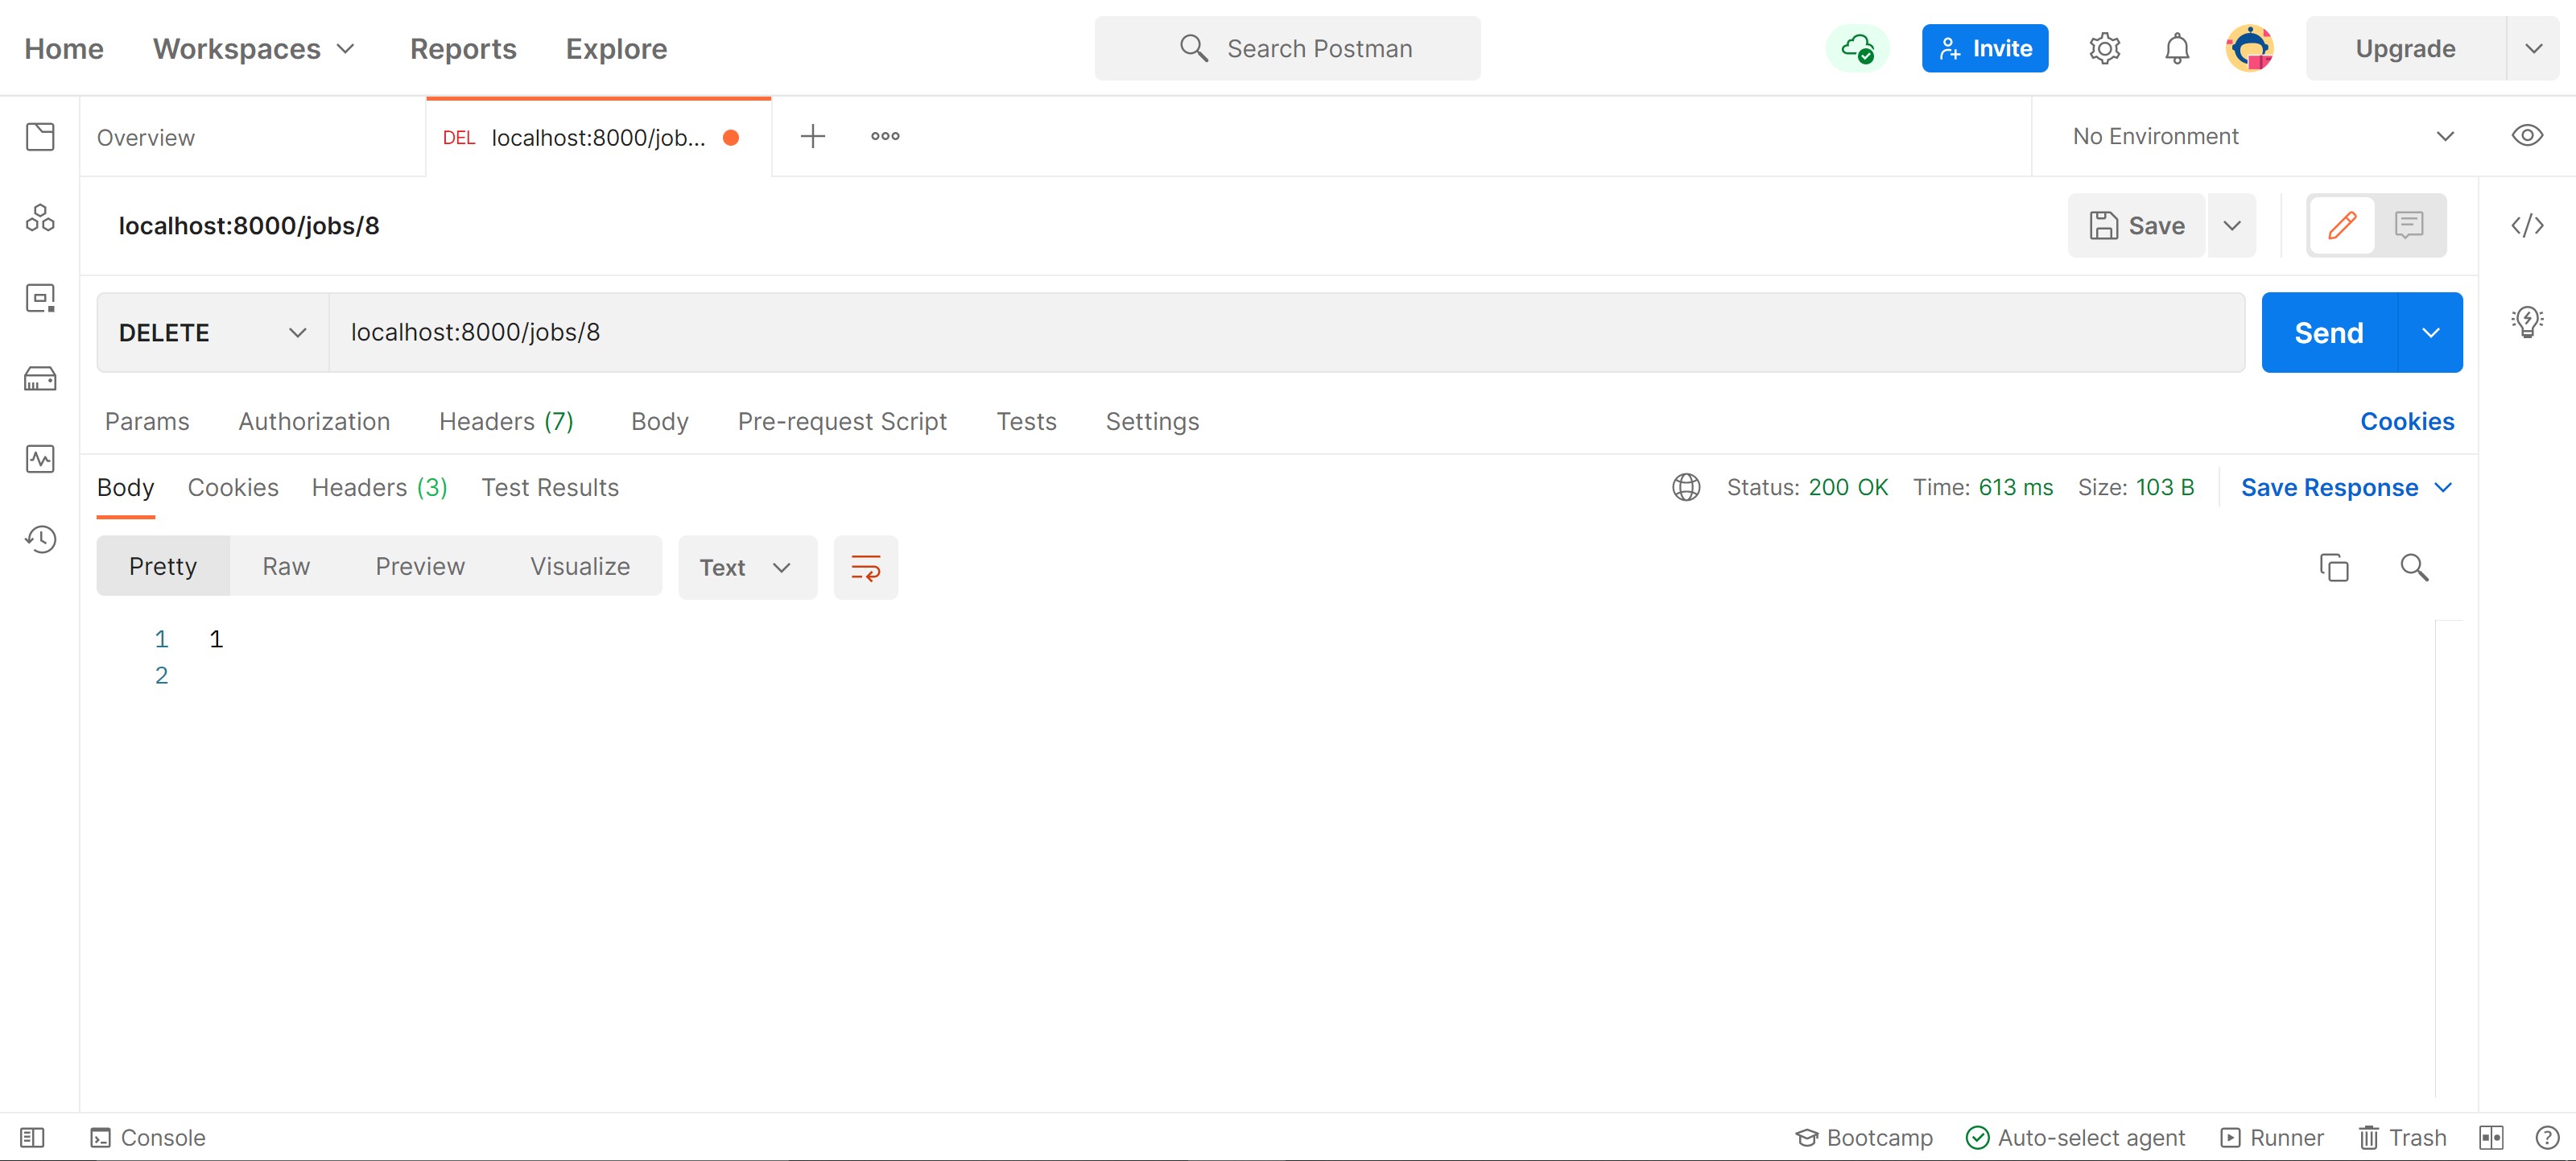 Home Workspaces Reports Explore Search Postman Invite Upgrade
Overview DEL localhost:8000/job... No Environment
localhost:8000/jobs/8 Save
DELETE localhost:8000/jobs/8 Send
Params Authorization Headers (7) Body Pre-request Script Tests Settings Cookies
Body Cookies Headers (3) Test Results Status: 200 OK Time: 613 ms Size: 103 B Save Response
Pretty Raw Preview Visualize Text
1 1
2
Console Bootcamp Auto-select agent Runner Trash